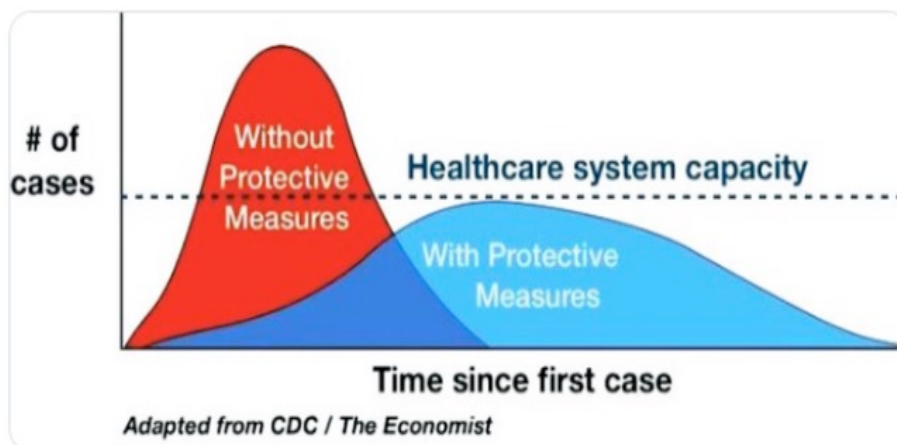 # of
cases
Without
Protective
Measures
Healthcare system capacity
With Protective
Measures
Time since first case
Adapted from CDC / The Economist